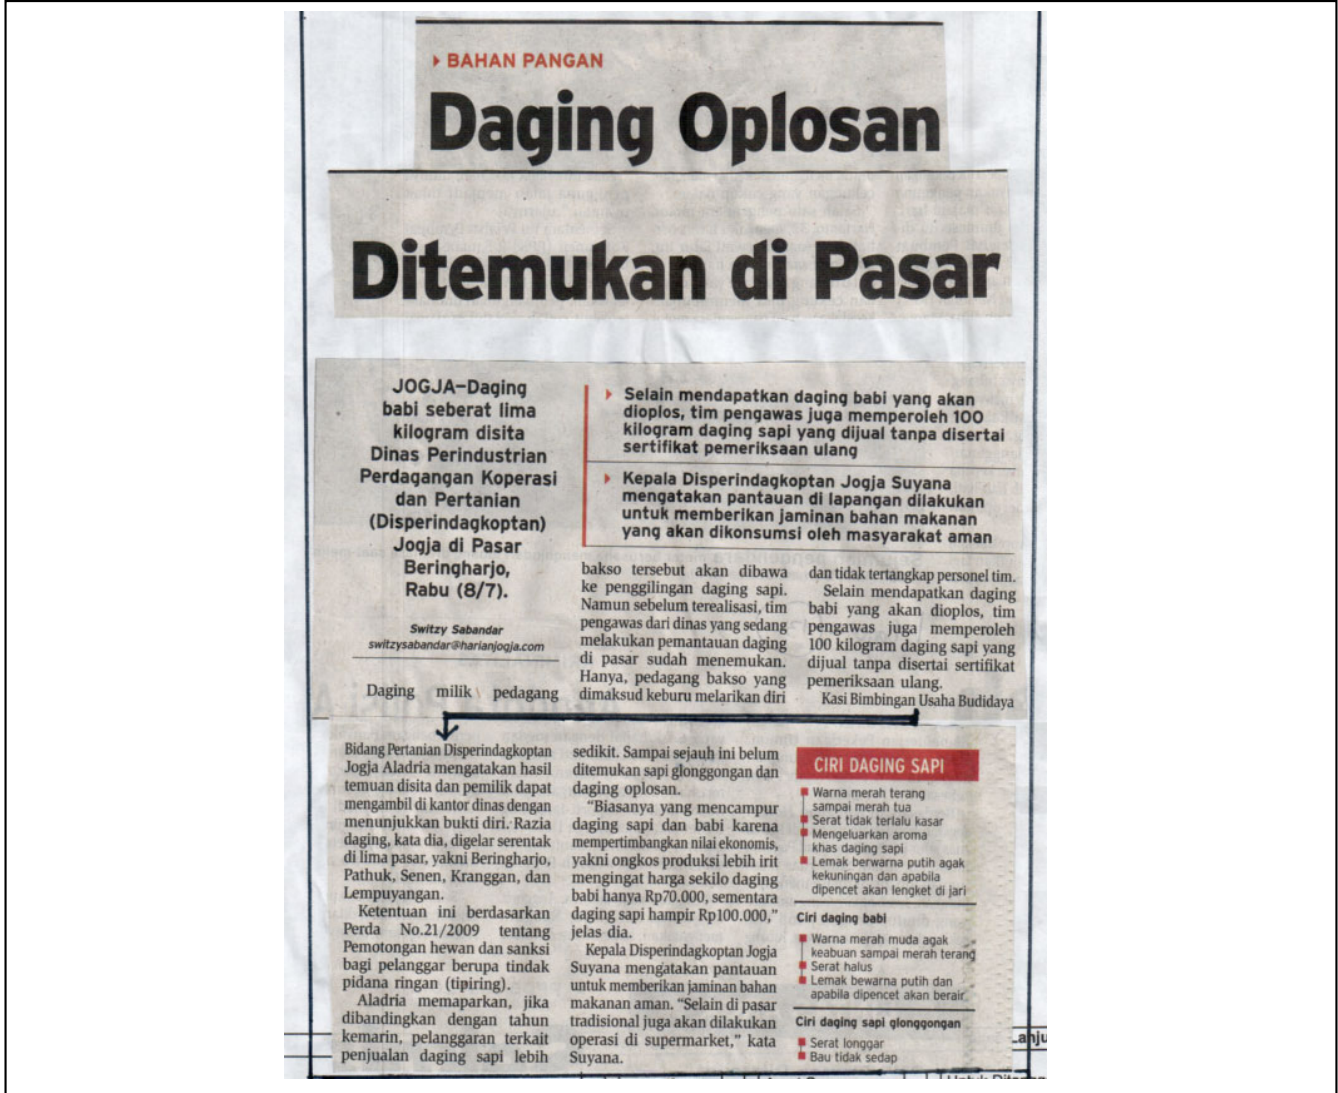 BAHAN PANGAN
Daging Oplosan
Ditemukan di Pasar
JOGJA—Daging
babi seberat lima
kilogram disita
Dinas Perindustrian
Perdagangan Koperasi
dan Pertanian
(Disperindagkoptan)
Jogja di Pasar
Beringharjo,
Rabu (8/7).
Switzy Sabandar
switzysabandar@harianjogja.com
Selain mendapatkan daging babi yang akan
dioplos, tim pengawas juga memperoleh 100
kilogram daging sapi yang dijual tanpa disertai
sertifikat pemeriksaan ulang
Kepala Disperindagkoptan Jogja Suyana
mengatakan pantauan di lapangan dilakukan
untuk memberikan jaminan bahan makanan
yang akan dikonsumsi oleh masyarakat aman
Daging milik pedagang
bakso tersebut akan dibawa
ke penggilingan daging sapi.
Namun sebelum terealisasi, tim
pengawas dari dinas yang sedang
melakukan pemantauan daging
di pasar sudah menemukan.
Hanya, pedagang bakso yang
dimaksud keburu melarikan diri
dan tidak tertangkap personel tim.
Selain mendapatkan daging
babi yang akan dioplos, tim
pengawas juga memperoleh
100 kilogram daging sapi yang
dijual tanpa disertai sertifikat
pemeriksaan ulang.
Kasi Bimbingan Usaha Budidaya
Bidang Pertanian Disperindagkoptan
Jogja Aladria mengatakan hasil
temuan disita dan pemilik dapat
mengambil di kantor dinas dengan
menunjukkan bukti diri. Razia
daging, kata dia, digelar serentak
di lima pasar, yakni Beringharjo,
Pathuk, Senen, Kranggan, dan
Lempuyangan.
Ketentuan ini berdasarkan
Perda No.21/2009 tentang
Pemotongan hewan dan sanksi
bagi pelanggar berupa tindak
pidana ringan (tipiring).
Aladria memaparkan, jika
dibandingkan dengan tahun
kemarin, pelanggaran terkait
penjualan daging sapi lebih
sedikit. Sampai sejauh ini belum
ditemukan sapi glonggongan dan
daging oplosan.
"Biasanya yang mencampur
daging sapi dan babi karena
mempertimbangkan nilai ekonomis,
yakni ongkos produksi lebih irit
mengingat harga sekilo daging
babi hanya Rp70.000, sementara
daging sapi hampir Rp100.000,"
jelas dia.
Kepala Disperindagkoptan Jogja
Suyana mengatakan pantauan
untuk memberikan jaminan bahan
makanan aman. "Selain di pasar
tradisional juga akan dilakukan
operasi di supermarket," kata
Suyana.
CIRI DAGING SAPI
Warna merah terang
sampai merah tua
Serat tidak terlalu kasar
Mengeluarkan aroma
khas daging sapi
Lemak berwarna putih agak
kekuningan dan apabila
dipencet akan lengket di jari
Ciri daging babi
Warna merah muda agak
keabuan sampai merah terang
Serat halus
Lemak bewarna putih dan
apabila dipencet akan berair
Ciri daging sapi glonggongan
Serat longgar
Bau tidak sedap